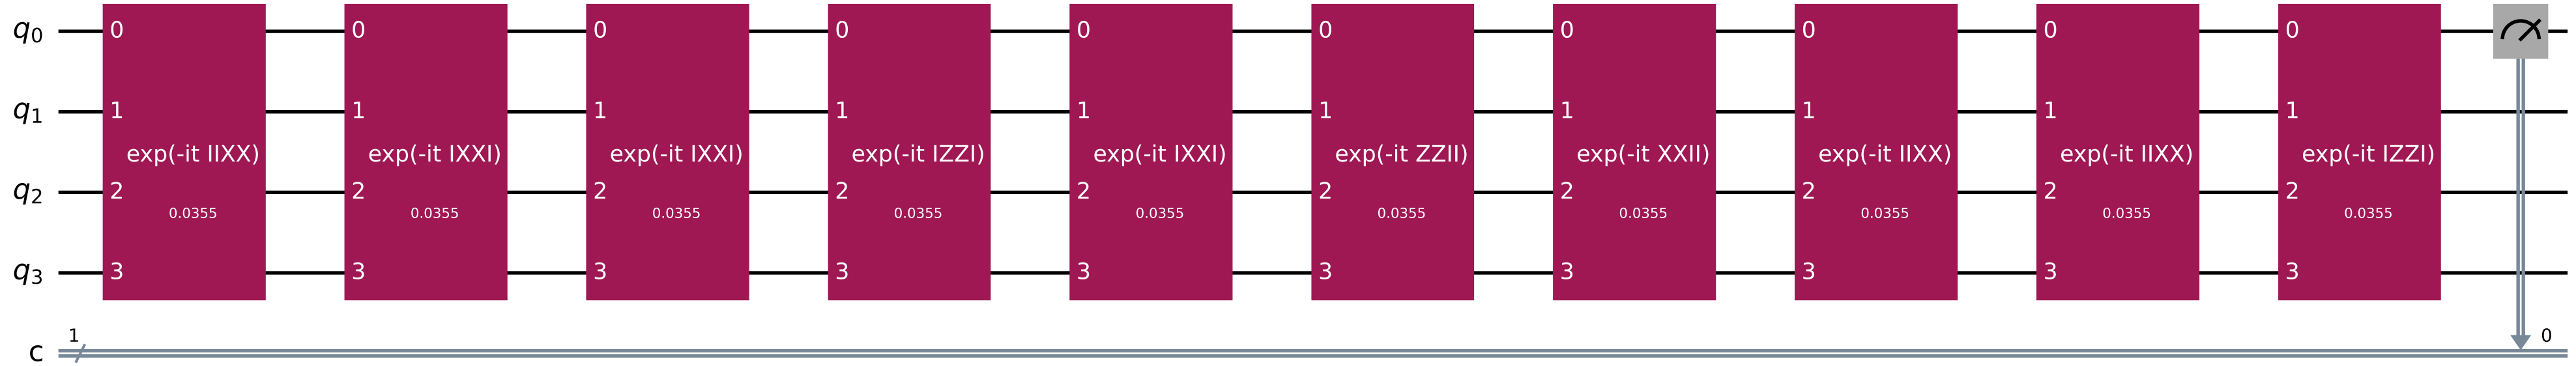 q0 0 0 0 0 0 0 0 0 0 0
q1 1 1 1 1 1 1 1 1 1 1
exp(-it IIXX) exp(-it IXXI) exp(-it IXXI) exp(-it IZZI) exp(-it IXXI) exp(-it ZZII) exp(-it XXII) exp(-it IIXX) exp(-it IIXX) exp(-it IZZI)
q2 2 2 2 2 2 2 2 2 2 2
0.0355 0.0355 0.0355 0.0355 0.0355 0.0355 0.0355 0.0355 0.0355 0.0355
q3 3 3 3 3 3 3 3 3 3 3
1 0
c